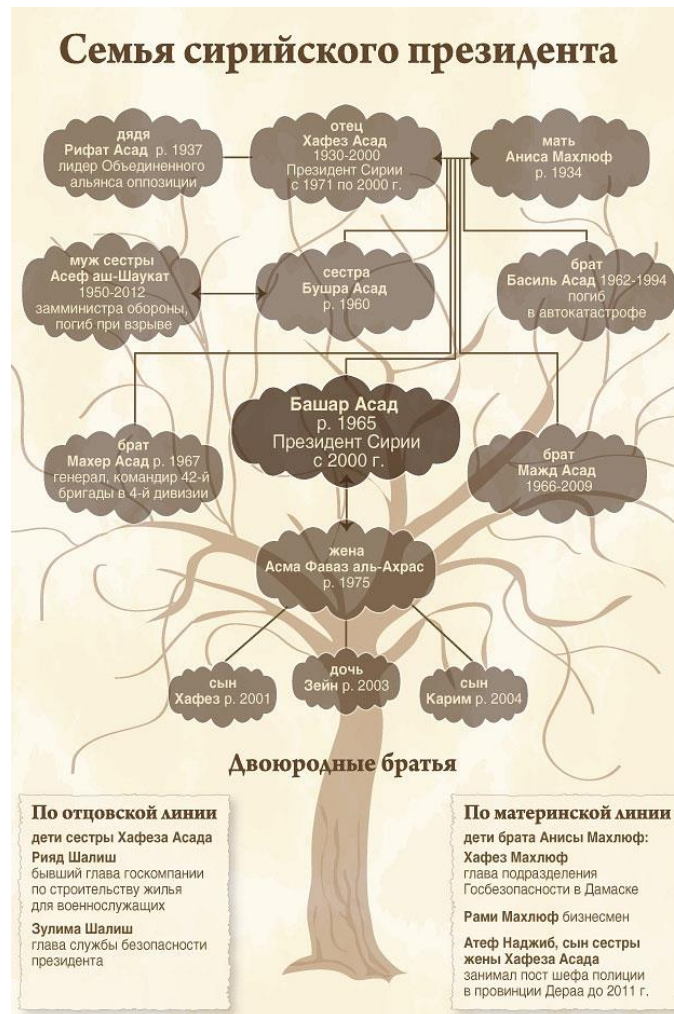 Семья сирийского президента
дядя
Рифат Асад р. 1937
лидер Объединенного
альянса оппозиции
отец
Хафез Асад
1930-2000
Президент Сирии
с 1971 по 2000 г.
мать
Аниса Махлюф
р. 1934
муж сестры
Асеф аш-Шаукат
1950-2012
замминистра обороны,
погиб при взрыве
сестра
Бушра Асад
р. 1960
брат
Басиль Асад 1962-1994
погиб
в автокатастрофе
Башар Асад
р. 1965
Президент Сирии
с 2000 г.
брат
Махер Асад р. 1967
генерал, командир 42-й
бригады в 4-й дивизии
брат
Мажд Асад
1966-2009
жена
Асма Фаваз аль-Ахрас
р. 1975
сын
Хафез р. 2001
дочь
Зейн р. 2003
сын
Карим р. 2004
Двоюродные братья
По отцовской линии
дети сестры Хафеза Асада
Рияд Шалиш
бывший глава госкомпании
по строительству жилья
для военнослужащих
Зулима Шалиш
глава службы безопасности
президента
По материнской линии
дети брата Анисы Махлюф:
Хафез Махлюф
глава подразделения
Госбезопасности в Дамаске
Рами Махлюф бизнесмен
Атеф Наджиб, сын сестры
жены Хафеза Асада
занимал пост шефа полиции
в провинции Дераа до 2011 г.